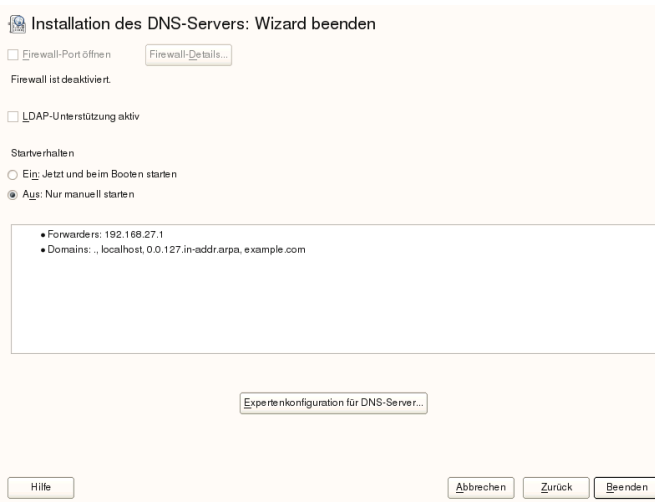 Installation des DNS-Servers: Wizard beenden
Firewall-Port öffnen Firewall-Details...
Firewall ist deaktiviert.
LDAP-Unterstützung aktiv
Startverhalten
Ein: Jetzt und beim Booten starten
Aus: Nur manuell starten
• Forwarders: 192.168.27.1
• Domains: ., localhost, 0.0.127.in-addr.arpa, example.com
Expertenkonfiguration für DNS-Server...
Hilfe Abbrechen Zurück Beenden